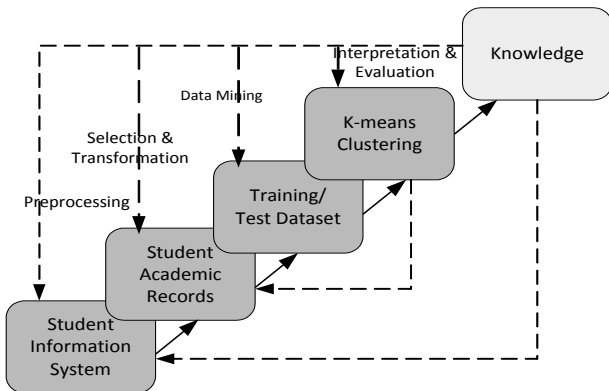 Knowledge
Interpretation &
Evaluation
Data Mining
K-means
Clustering
Selection &
Transformation
Training/
Test Dataset
Preprocessing
Student
Academic
Records
Student
Information
System